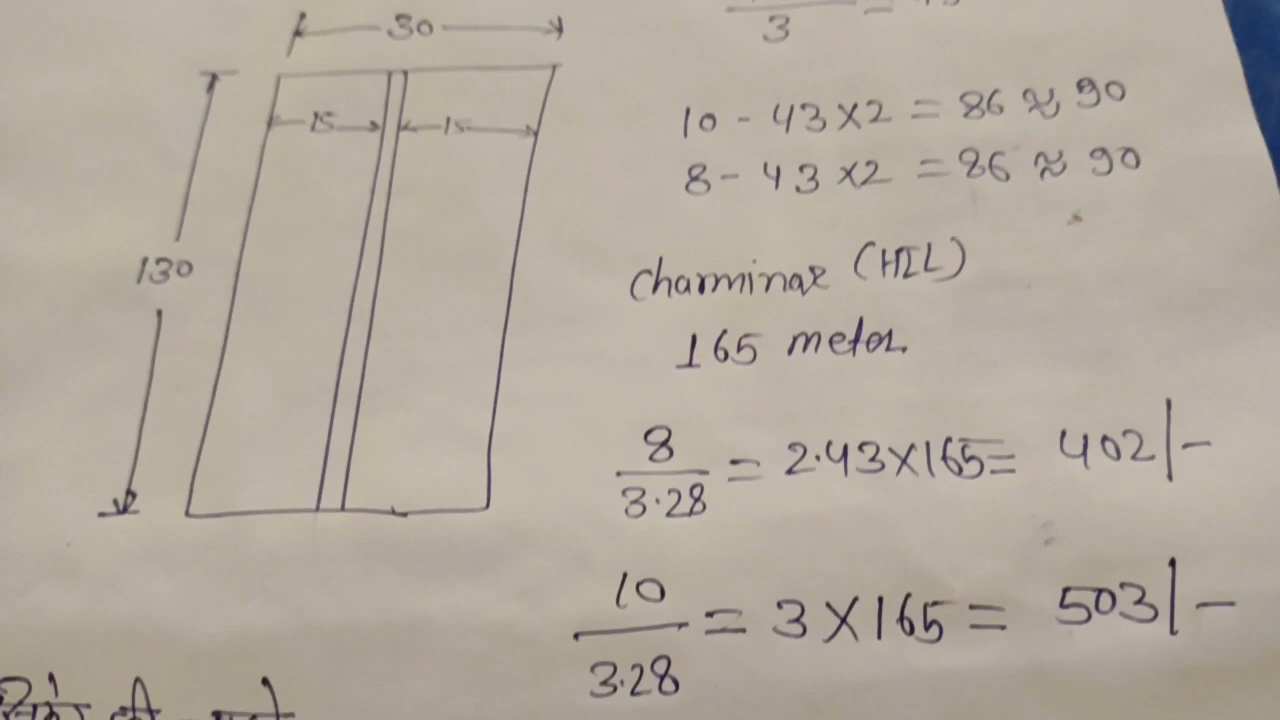 30
15 15
130
3 =
10 - 43 x 2 = 86 ≈ 90
8 - 43 x 2 = 86 ≈ 90
Charminar (HIL)
165 meter.
8/3.28 = 2.43 x 165 = 402/-
10/3.28 = 3 x 165 = 503/-